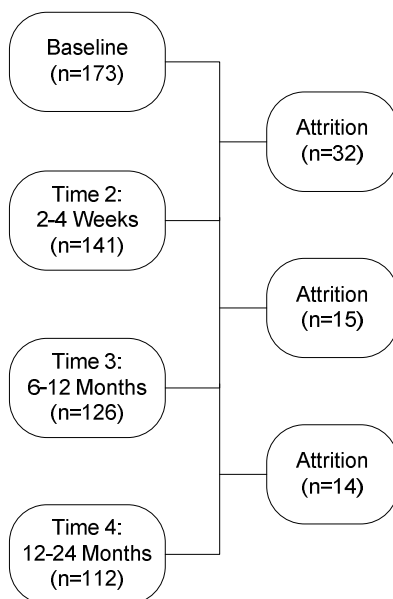 Baseline
(n=173)
Attrition
(n=32)
Time 2:
2-4 Weeks
(n=141)
Attrition
(n=15)
Time 3:
6-12 Months
(n=126)
Attrition
(n=14)
Time 4:
12-24 Months
(n=112)